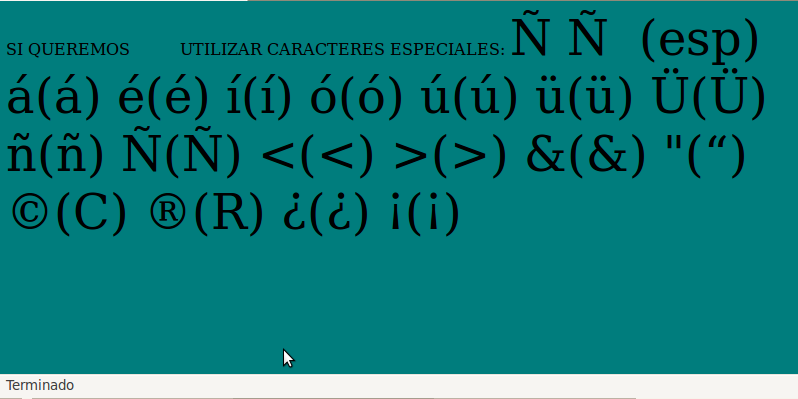 SI QUEREMOS UTILIZAR CARACTERES ESPECIALES: Ñ Ñ (esp)
á(á) é(é) í(í) ó(ó) ú(ú) ü(ü) Ü(Ü)
ñ(ñ) Ñ(Ñ) <(<) >(>) &(&) "(“)
©(C) ®(R) ¿(¿) ¡(¡)
Terminado